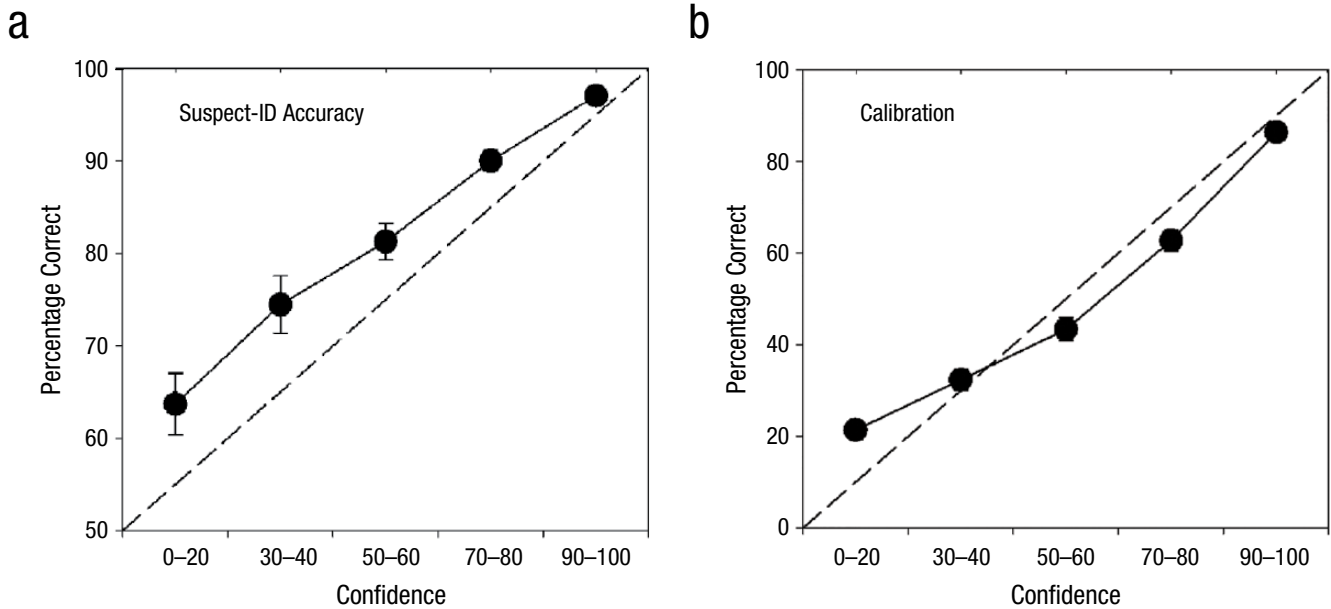 a
Suspect-ID Accuracy
Percentage Correct
100
90
80
70
60
50
0–20 30–40 50–60 70–80 90–100
Confidence
b
Calibration
Percentage Correct
100
80
60
40
20
0
0–20 30–40 50–60 70–80 90–100
Confidence